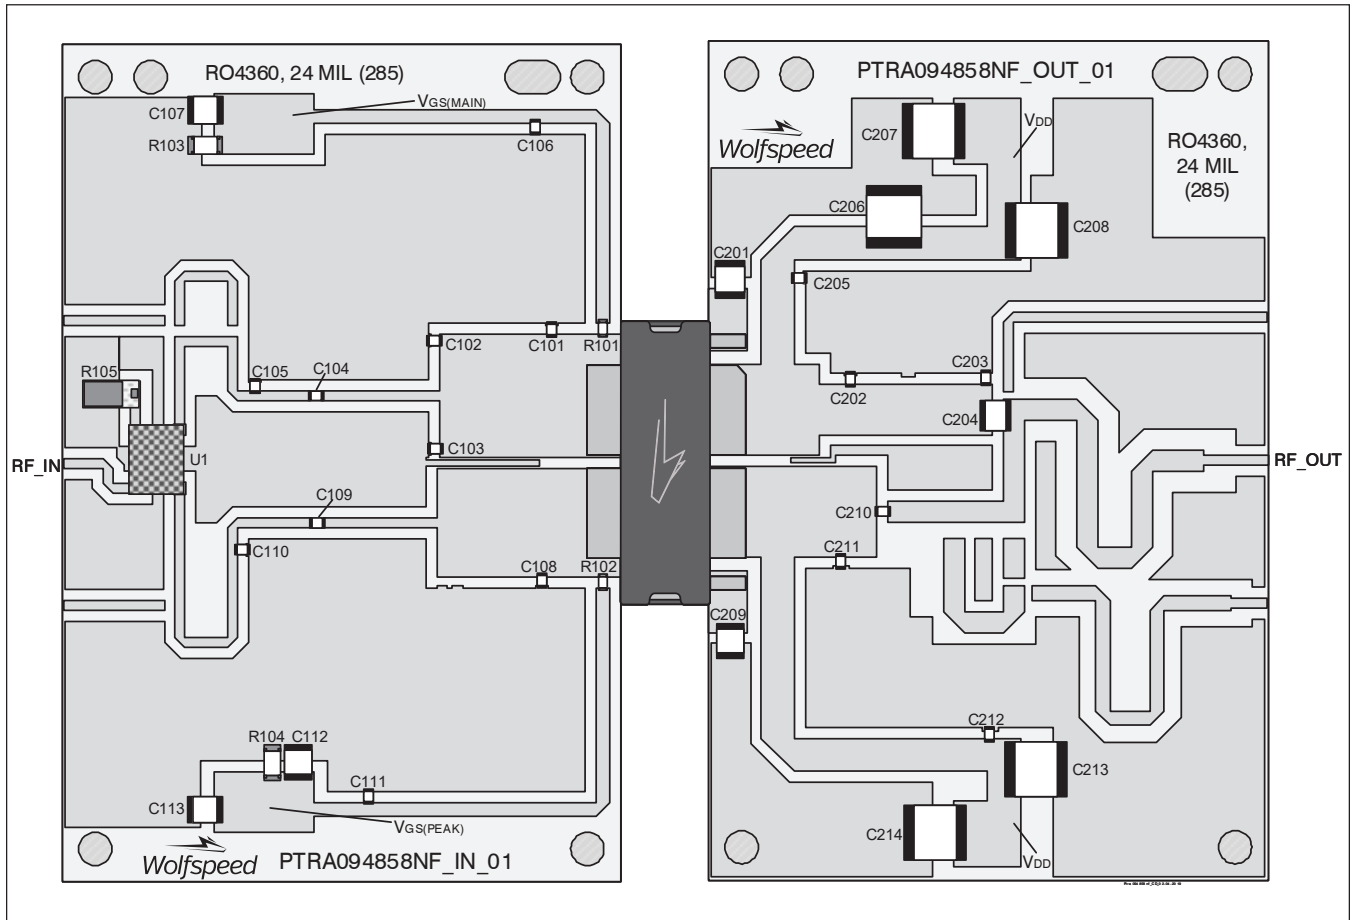 RO4360, 24 MIL (285)
C107
VGS(MAIN)
R103
C106
C105
C104
C102
C101
R101
R105
C103
U1
RF_IN
C109
C110
C108
R102
R104
C112
C111
C113
VGS(PEAK)
Wolfspeed
PTRA094858NF_IN_01
PTRA094858NF_OUT_01
Wolfspeed
C207
VDD
RO4360,
24 MIL
(285)
C206
C208
C201
C205
C203
C202
C204
RF_OUT
C210
C211
C209
C212
C213
C214
VDD